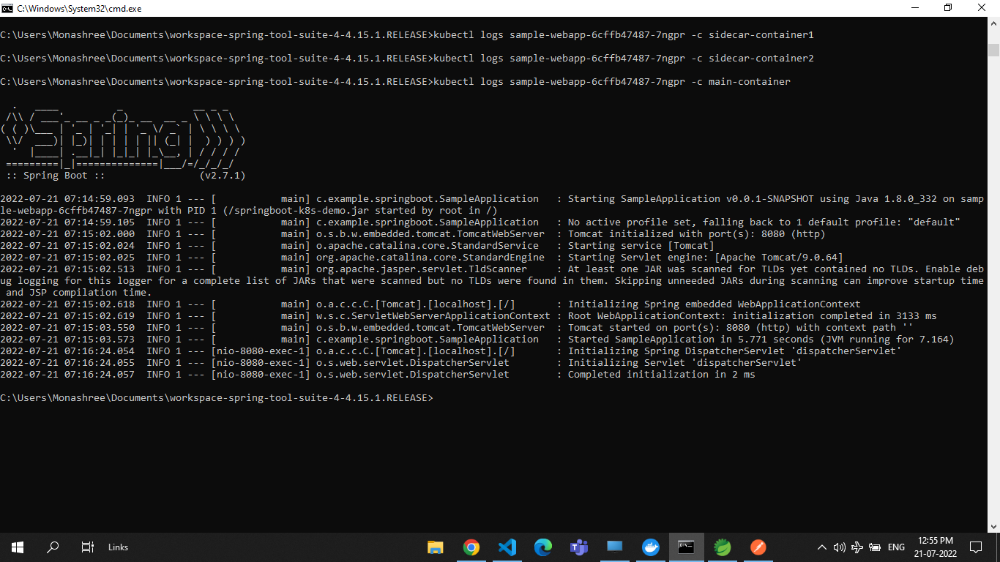 C:\Windows\System32\cmd.exe
C:\Users\Monashree\Documents\workspace-spring-tool-suite-4-4.15.1.RELEASE>kubectl logs sample-webapp-6cffb47487-7ngpr -c sidecar-container1
C:\Users\Monashree\Documents\workspace-spring-tool-suite-4-4.15.1.RELEASE>kubectl logs sample-webapp-6cffb47487-7ngpr -c sidecar-container2
C:\Users\Monashree\Documents\workspace-spring-tool-suite-4-4.15.1.RELEASE>kubectl logs sample-webapp-6cffb47487-7ngpr -c main-container
  .   ____          _            __ _ _
 /\\ / ___'_ __ _ _(_)_ __  __ _ \ \ \ \
( ( )\___ | '_ | '_| | '_ \/ _` | \ \ \ \
 \\/  ___)| |_)| | | | | || (_| |  ) ) ) )
  '  |____| .__|_| |_|_| |_\__, | / / / /
 =========|_|==============|___/=/_/_/_/
 :: Spring Boot ::                (v2.7.1)
2022-07-21 07:14:59.093  INFO 1 --- [           main] c.example.springboot.SampleApplication   : Starting SampleApplication v0.0.1-SNAPSHOT using Java 1.8.0_332 on samp
le-webapp-6cffb47487-7ngpr with PID 1 (/springboot-k8s-demo.jar started by root in /)
2022-07-21 07:14:59.105  INFO 1 --- [           main] c.example.springboot.SampleApplication   : No active profile set, falling back to 1 default profile: "default"
2022-07-21 07:15:02.000  INFO 1 --- [           main] o.s.b.w.embedded.tomcat.TomcatWebServer  : Tomcat initialized with port(s): 8080 (http)
2022-07-21 07:15:02.024  INFO 1 --- [           main] o.apache.catalina.core.StandardService   : Starting service [Tomcat]
2022-07-21 07:15:02.025  INFO 1 --- [           main] org.apache.catalina.core.StandardEngine  : Starting Servlet engine: [Apache Tomcat/9.0.64]
2022-07-21 07:15:02.513  INFO 1 --- [           main] org.apache.jasper.servlet.TldScanner     : At least one JAR was scanned for TLDs yet contained no TLDs. Enable deb
ug logging for this logger for a complete list of JARs that were scanned but no TLDs were found in them. Skipping unneeded JARs during scanning can improve startup time
 and JSP compilation time.
2022-07-21 07:15:02.618  INFO 1 --- [           main] o.a.c.c.C.[Tomcat].[localhost].[/]       : Initializing Spring embedded WebApplicationContext
2022-07-21 07:15:02.619  INFO 1 --- [           main] w.s.c.ServletWebServerApplicationContext : Root WebApplicationContext: initialization completed in 3133 ms
2022-07-21 07:15:03.550  INFO 1 --- [           main] o.s.b.w.embedded.tomcat.TomcatWebServer  : Tomcat started on port(s): 8080 (http) with context path ''
2022-07-21 07:15:03.573  INFO 1 --- [           main] c.example.springboot.SampleApplication   : Started SampleApplication in 5.771 seconds (JVM running for 7.164)
2022-07-21 07:16:24.054  INFO 1 --- [nio-8080-exec-1] o.a.c.c.C.[Tomcat].[localhost].[/]       : Initializing Spring DispatcherServlet 'dispatcherServlet'
2022-07-21 07:16:24.055  INFO 1 --- [nio-8080-exec-1] o.s.web.servlet.DispatcherServlet        : Initializing Servlet 'dispatcherServlet'
2022-07-21 07:16:24.057  INFO 1 --- [nio-8080-exec-1] o.s.web.servlet.DispatcherServlet        : Completed initialization in 2 ms
C:\Users\Monashree\Documents\workspace-spring-tool-suite-4-4.15.1.RELEASE>
Links
ENG
12:55 PM
21-07-2022